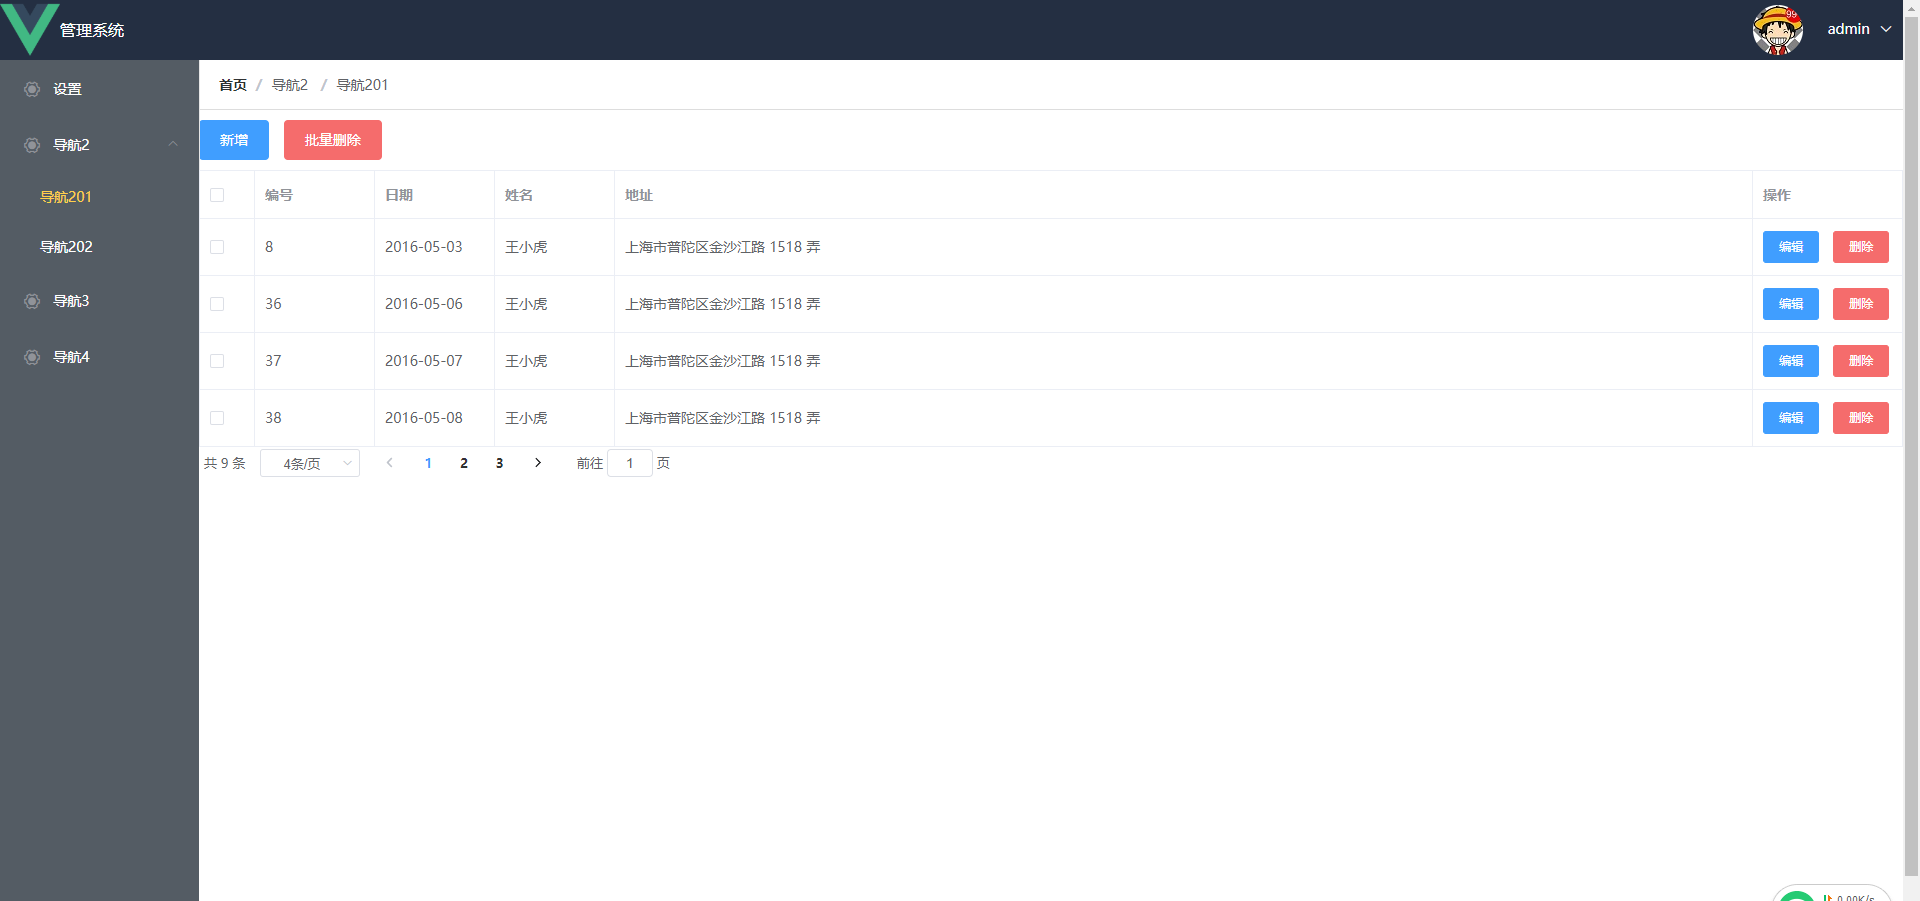 管理系统
99
admin
设置
导航2
导航201
导航202
导航3
导航4
首页 / 导航2 / 导航201
新增 批量删除
编号 日期 姓名 地址 操作
8 2016-05-03 王小虎 上海市普陀区金沙江路 1518 弄 编辑 删除
36 2016-05-06 王小虎 上海市普陀区金沙江路 1518 弄 编辑 删除
37 2016-05-07 王小虎 上海市普陀区金沙江路 1518 弄 编辑 删除
38 2016-05-08 王小虎 上海市普陀区金沙江路 1518 弄 编辑 删除
共 9 条 4条/页 1 2 3 前往 1 页
0.00K/s